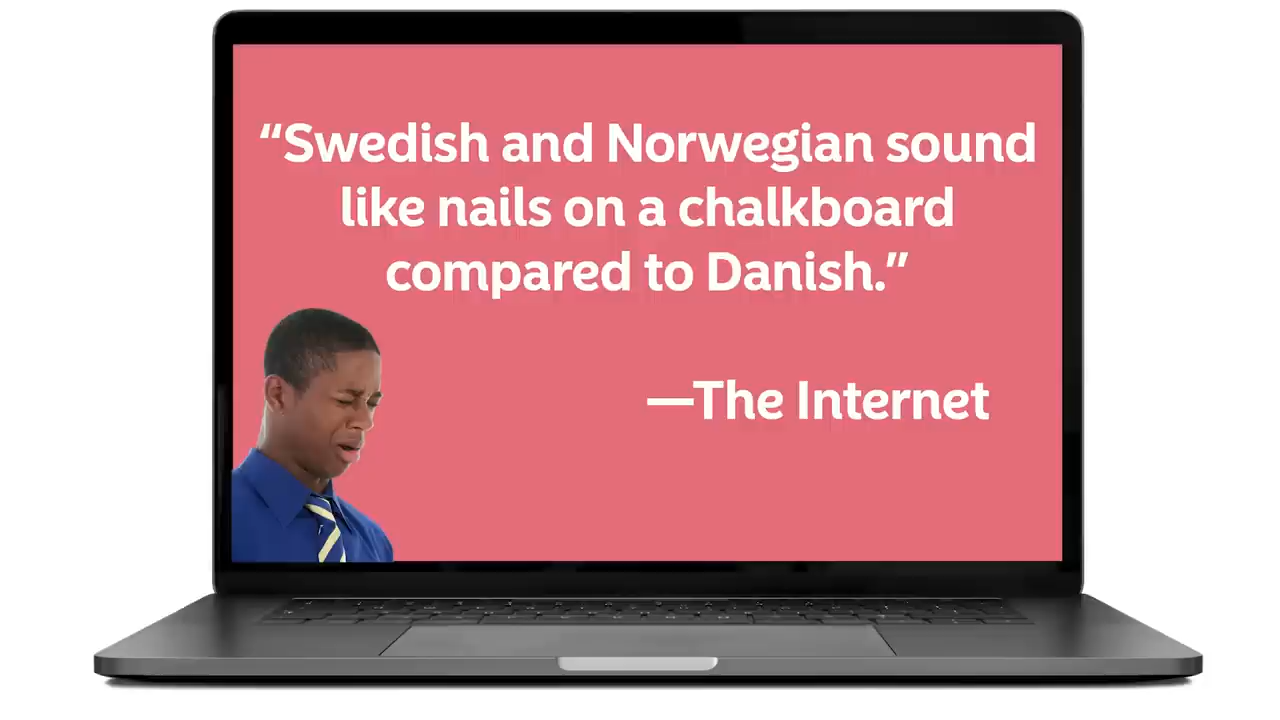 “Swedish and Norwegian sound
like nails on a chalkboard
compared to Danish.”
—The Internet